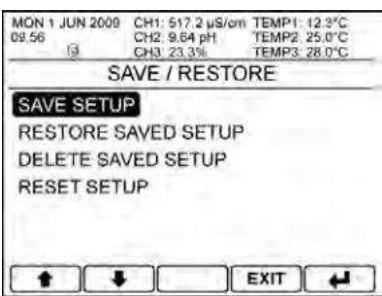 MON 1 JUN 2009 CH1: 517.2 µS/cm TEMP1: 12.3°C
09.56 CH2: 9.64 pH TEMP2: 25.0°C
CH3: 23.3% TEMP3: 28.0°C
SAVE / RESTORE
SAVE SETUP
RESTORE SAVED SETUP
DELETE SAVED SETUP
RESET SETUP
EXIT